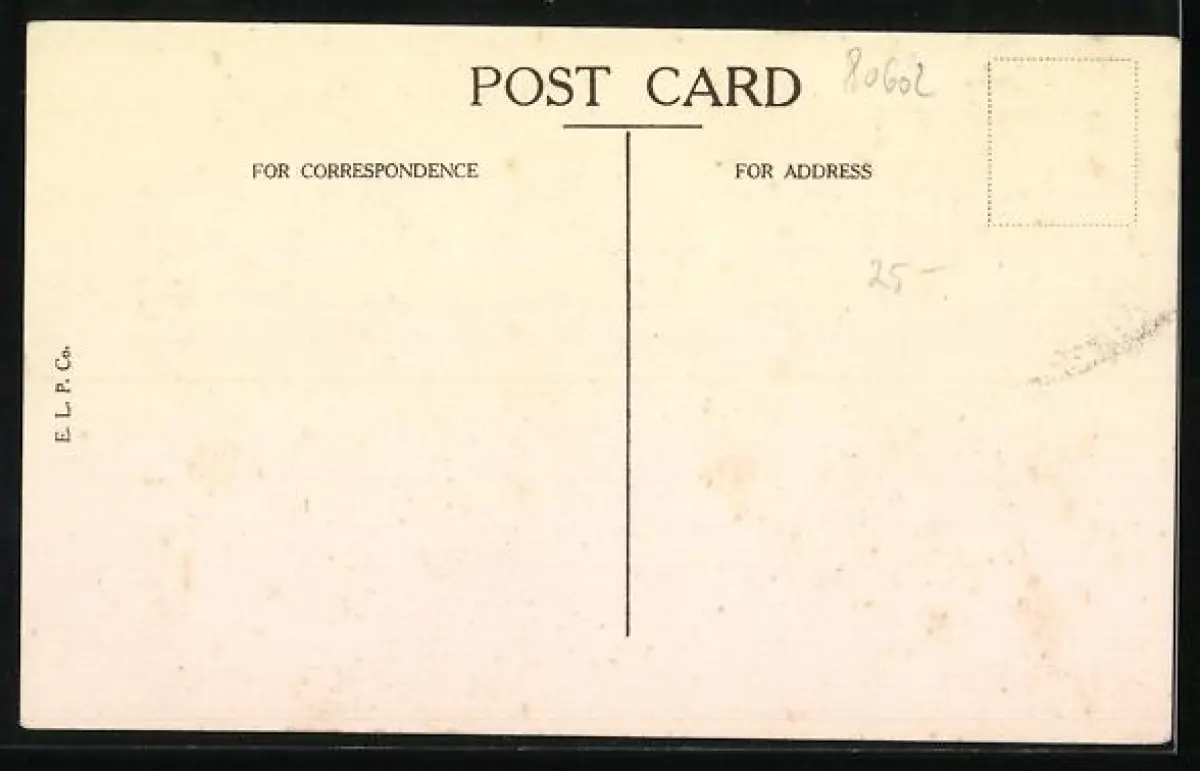 POST CARD
80602
FOR CORRESPONDENCE
FOR ADDRESS
25 —
E. L. P. Co.